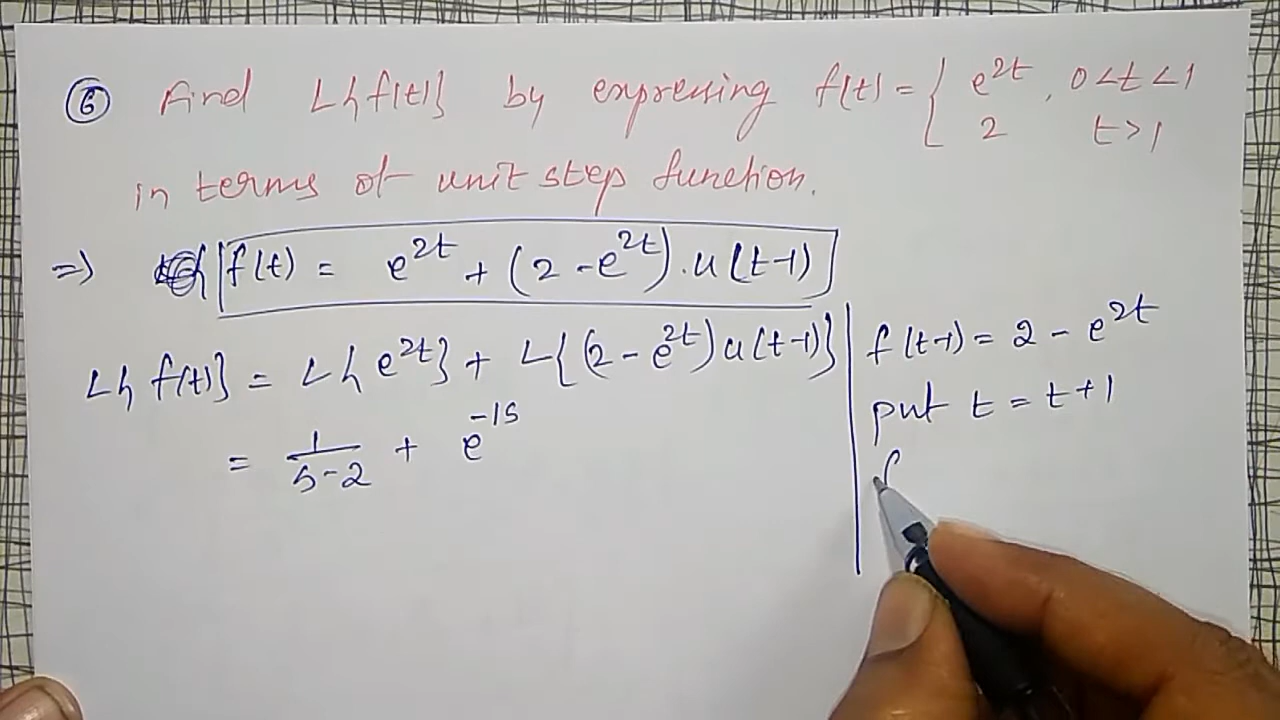 ⑥ Find L{f(t)} by expressing f(t) = { e^{2t}, 0<t<1
2 t>1
in terms of unit step function.
=> f(t) = e^{2t} + (2 - e^{2t}).u(t-1)
L{f(t)} = L{e^{2t}} + L{(2 - e^{2t})u(t-1)}
= 1/(s-2) + e^{-1s}
f(t-1) = 2 - e^{2t}
put t = t+1
f